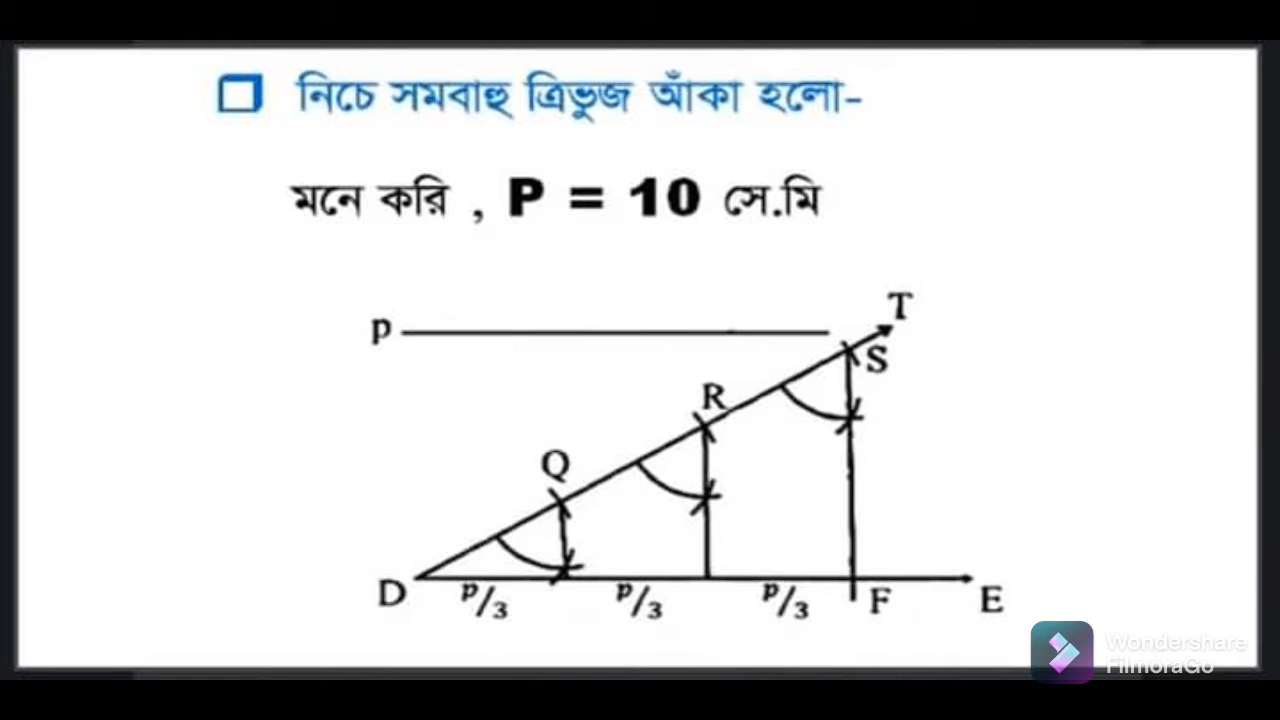 নিচে সমবাহু ত্রিভুজ আঁকা হলো-
মনে করি , P = 10 সে.মি
T
p
S
R
Q
D
p/3
p/3
p/3
F
E
Wondershare
FilmoraGo